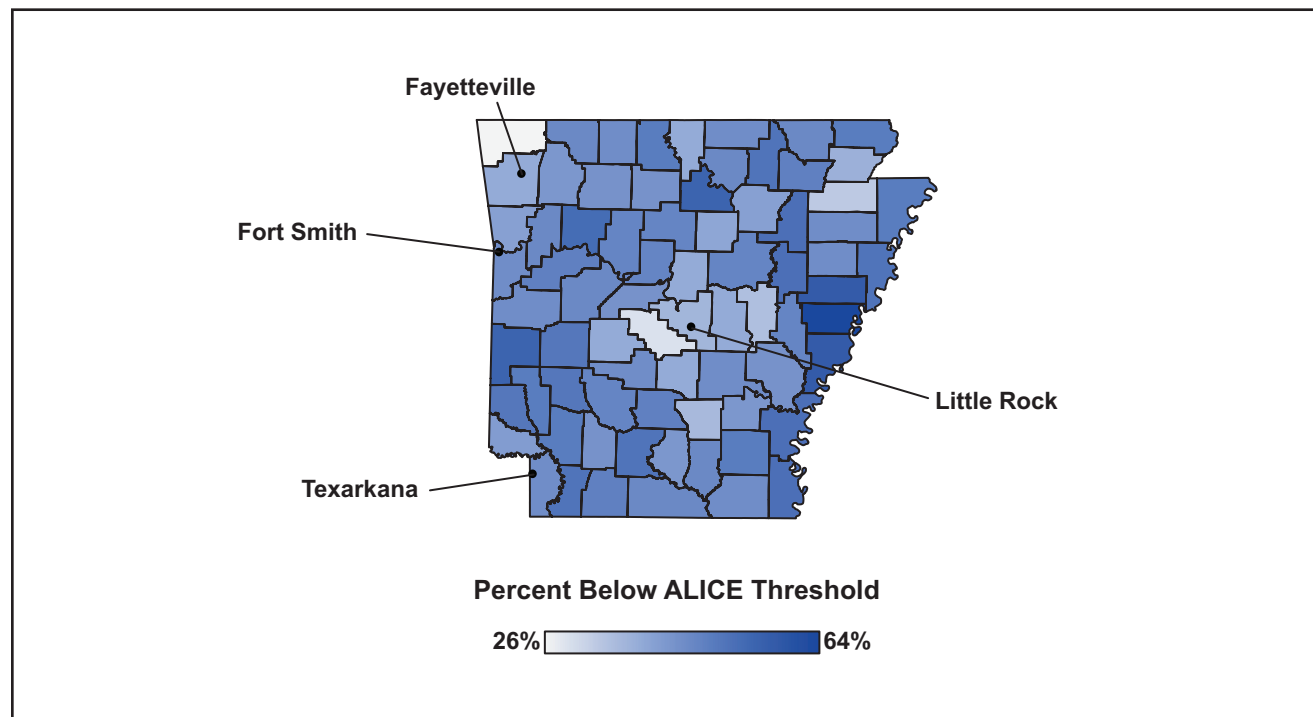 Fayetteville
Fort Smith
Little Rock
Texarkana
Percent Below ALICE Threshold
26% 64%